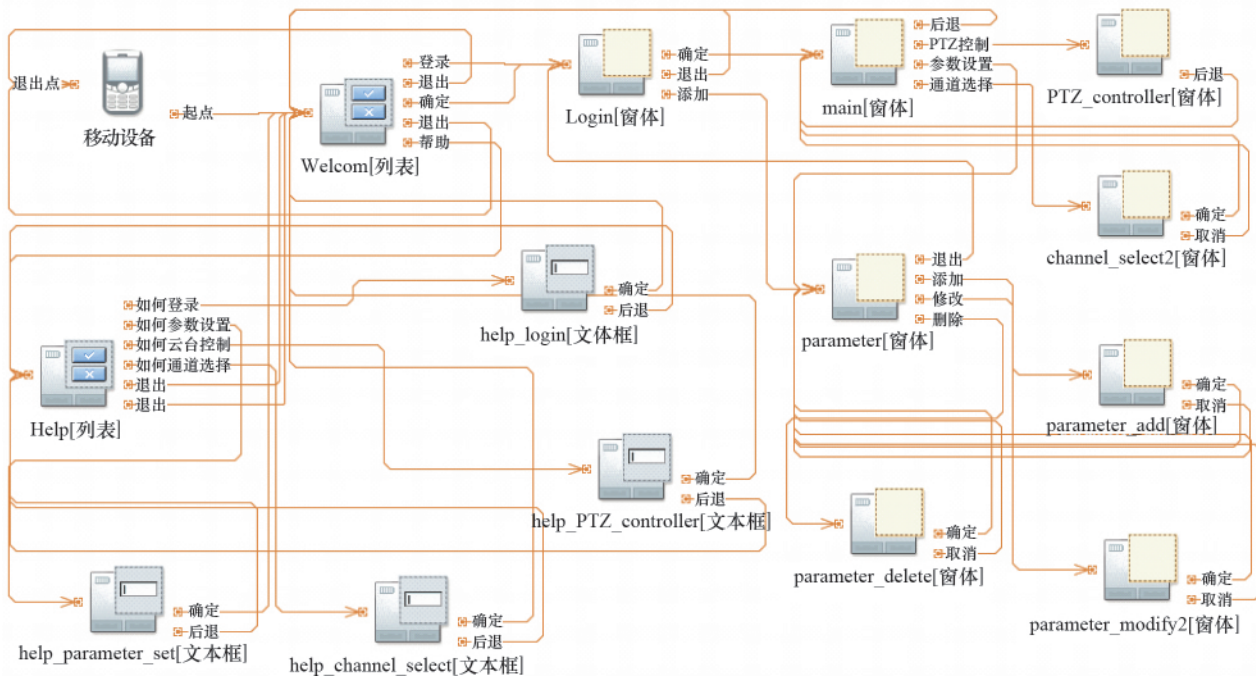 退出点
移动设备
起点
登录
退出
确定
退出
帮助
Welcom[列表]
确定
退出
添加
Login[窗体]
后退
PTZ控制
参数设置
通道选择
main[窗体]
后退
PTZ_controller[窗体]
确定
取消
channel_select2[窗体]
如何登录
如何参数设置
如何云台控制
如何通道选择
退出
退出
Help[列表]
确定
后退
help_login[文体框]
退出
添加
修改
删除
parameter[窗体]
确定
取消
parameter_add[窗体]
确定
后退
help_PTZ_controller[文本框]
确定
取消
parameter_delete[窗体]
确定
取消
parameter_modify2[窗体]
确定
后退
help_parameter_set[文本框]
确定
后退
help_channel_select[文本框]